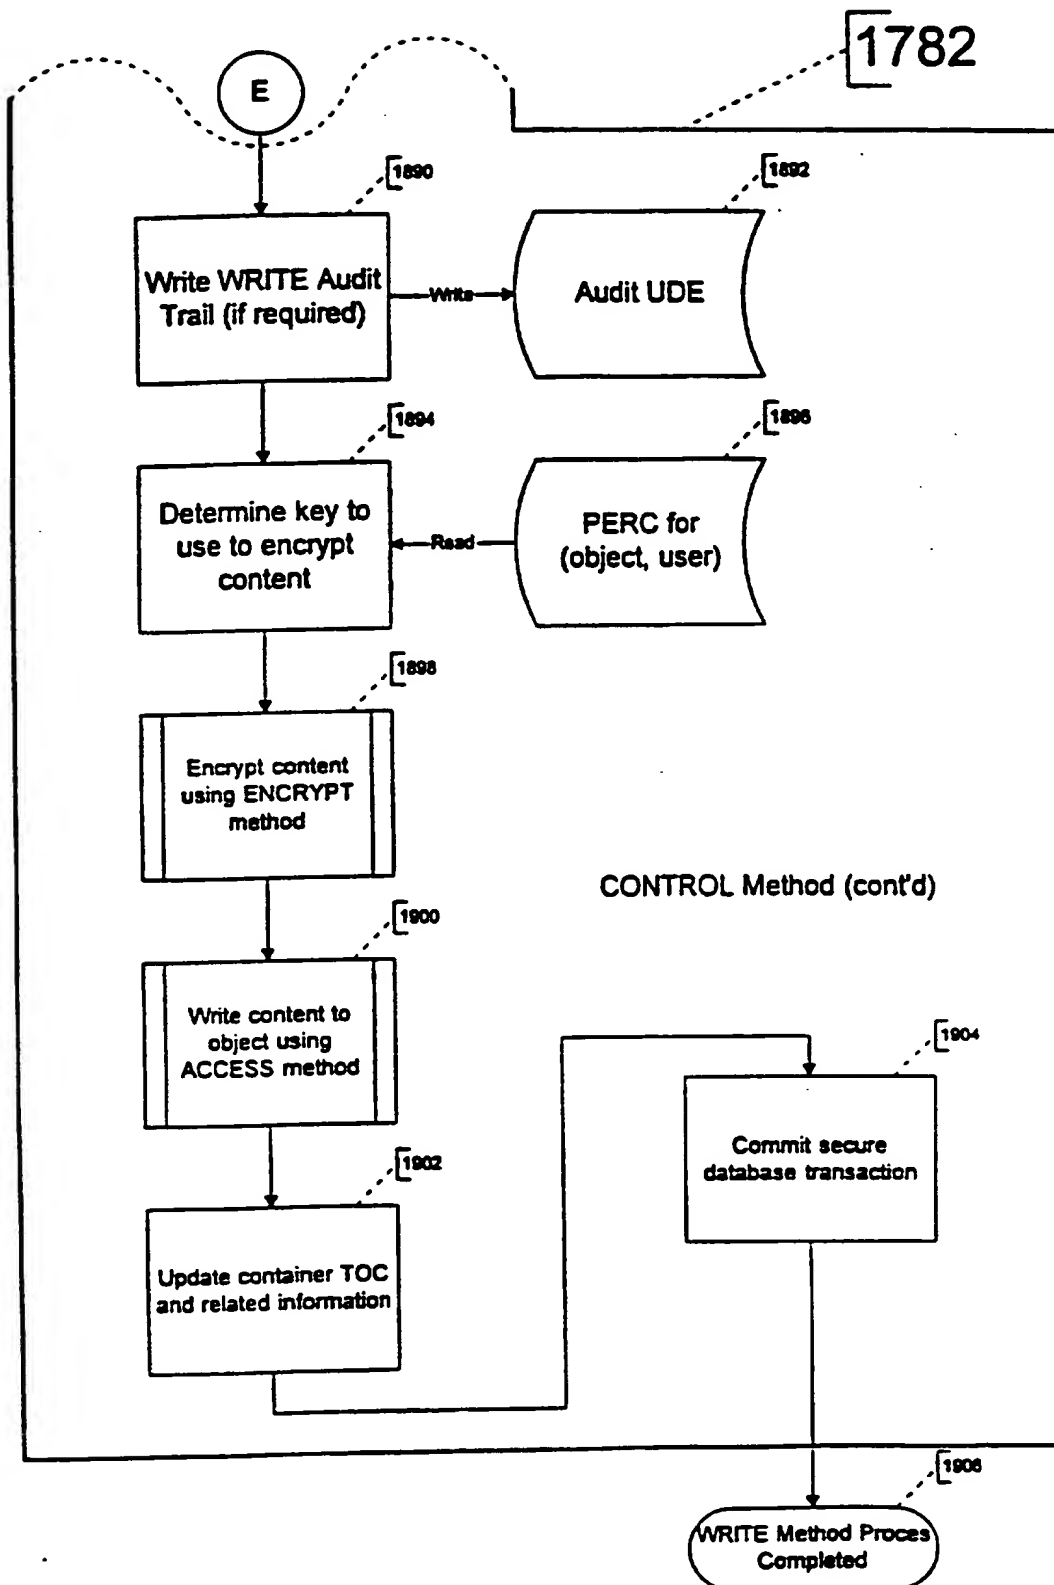 1782
E
1890
1892
Write WRITE Audit
Trail (if required)
Write
Audit UDE
1894
1896
Determine key to
use to encrypt
content
Read
PERC for
(object, user)
1898
Encrypt content
using ENCRYPT
method
CONTROL Method (cont'd)
1900
Write content to
object using
ACCESS method
1904
Commit secure
database transaction
1902
Update container TOC
and related information
1906
WRITE Method Proces
Completed